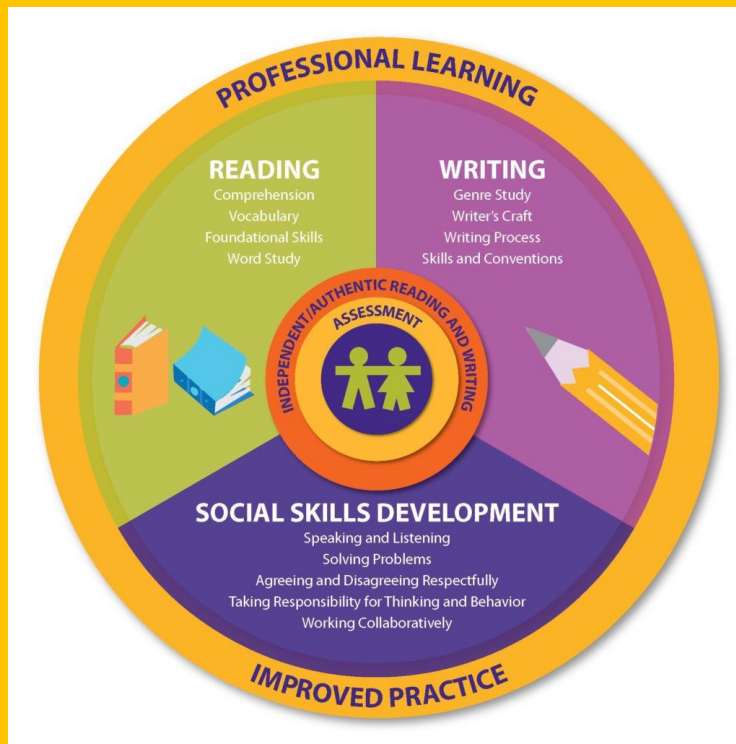 PROFESSIONAL LEARNING
READING
Comprehension
Vocabulary
Foundational Skills
Word Study
WRITING
Genre Study
Writer's Craft
Writing Process
Skills and Conventions
INDEPENDENT/AUTHENTIC READING AND WRITING
ASSESSMENT
SOCIAL SKILLS DEVELOPMENT
Speaking and Listening
Solving Problems
Agreeing and Disagreeing Respectfully
Taking Responsibility for Thinking and Behavior
Working Collaboratively
IMPROVED PRACTICE